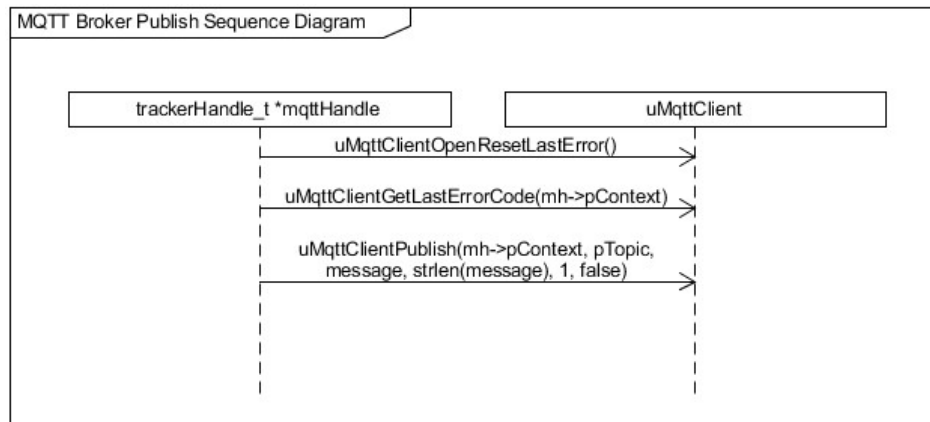 MQTT Broker Publish Sequence Diagram
trackerHandle_t *mqttHandle
uMqttClient
uMqttClientOpenResetLastError()
uMqttClientGetLastErrorCode(mh->pContext)
uMqttClientPublish(mh->pContext, pTopic,
message, strlen(message), 1, false)